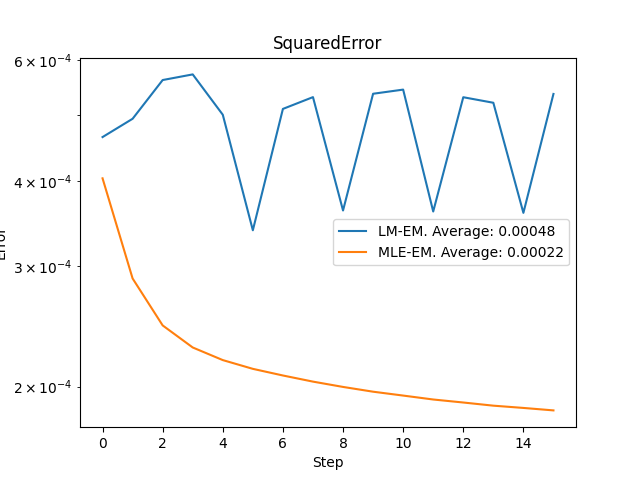 SquaredError
6 × 10⁻⁴
4 × 10⁻⁴
3 × 10⁻⁴
2 × 10⁻⁴
Error
LM-EM. Average: 0.00048
MLE-EM. Average: 0.00022
0 2 4 6 8 10 12 14
Step